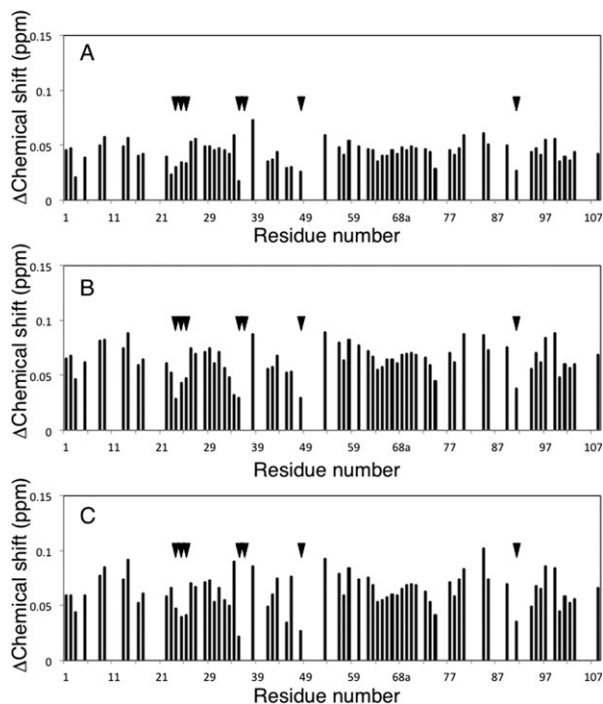 A
ΔChemical shift (ppm)
0.15
0.1
0.05
0
1 11 19 29 39 49 59 68a 77 87 97 107
Residue number
B
ΔChemical shift (ppm)
0.15
0.1
0.05
0
1 11 19 29 39 49 59 68a 77 87 97 107
Residue number
C
ΔChemical shift (ppm)
0.15
0.1
0.05
0
1 11 19 29 39 49 59 68a 77 87 97 107
Residue number